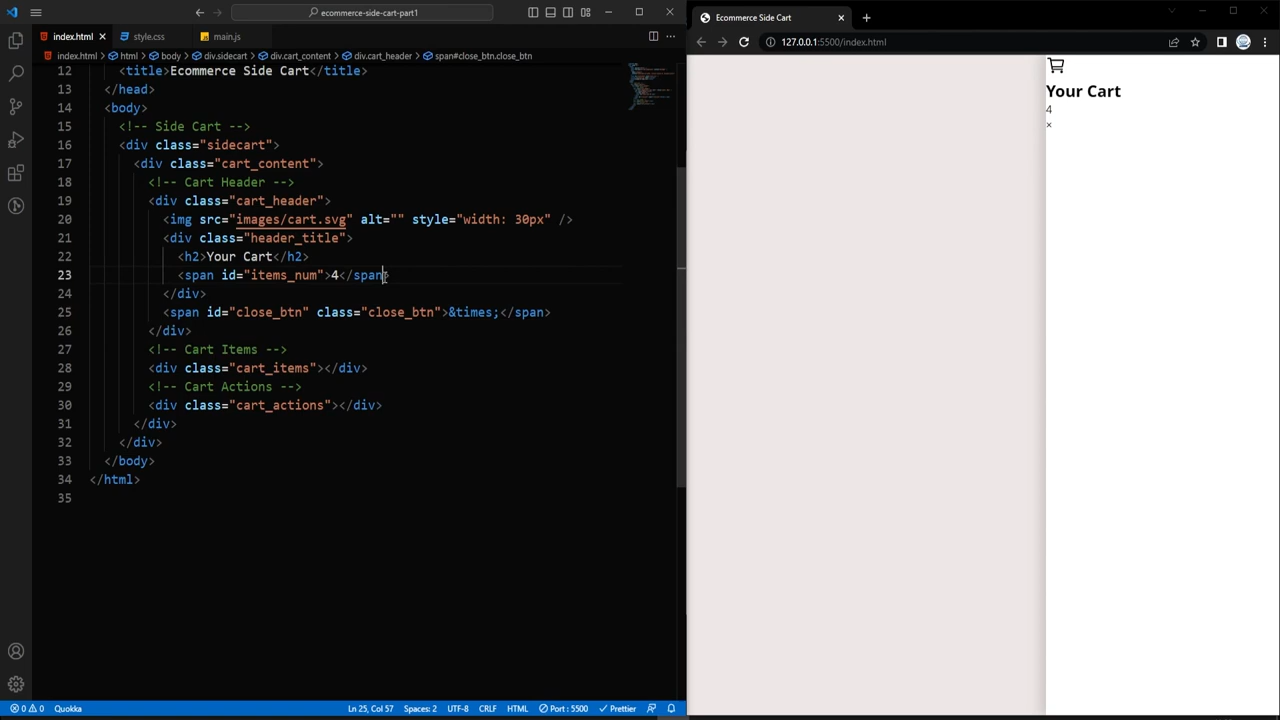 ecommerce-side-cart-part1
index.html
style.css
main.js
index.html > html > body > div.sidecart > div.cart_content > div.cart_header > span#close_btn.close_btn
12 <title>Ecommerce Side Cart</title>
13 </head>
14 <body>
15 <!-- Side Cart -->
16 <div class="sidecart">
17 <div class="cart_content">
18 <!-- Cart Header -->
19 <div class="cart_header">
20 <img src="images/cart.svg" alt="" style="width: 30px" />
21 <div class="header_title">
22 <h2>Your Cart</h2>
23 <span id="items_num">4</span>
24 </div>
25 <span id="close_btn" class="close_btn">&times;</span>
26 </div>
27 <!-- Cart Items -->
28 <div class="cart_items"></div>
29 <!-- Cart Actions -->
30 <div class="cart_actions"></div>
31 </div>
32 </div>
33 </body>
34 </html>
35
0 0 Quokka Ln 25, Col 57 Spaces: 2 UTF-8 CRLF HTML Port : 5500 Prettier
Ecommerce Side Cart
127.0.0.1:5500/index.html
Your Cart
4
×